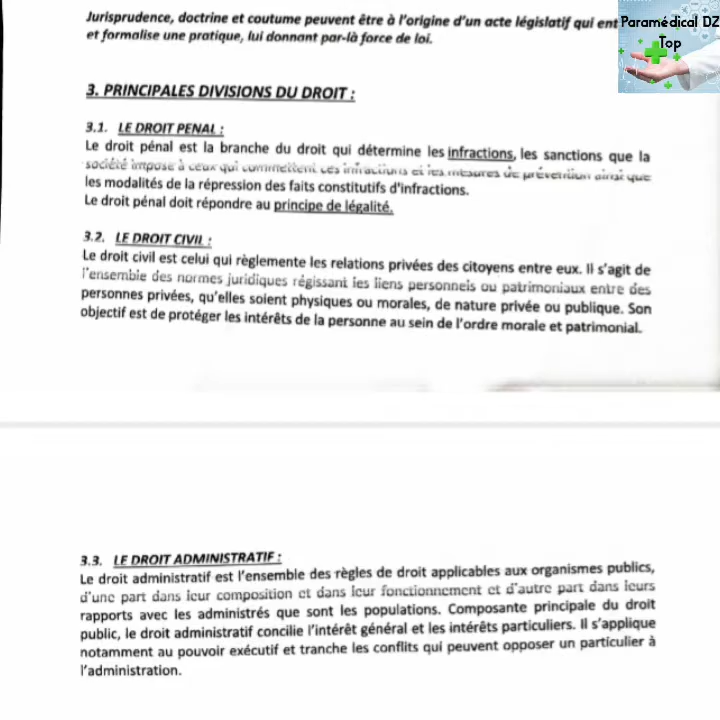 Jurisprudence, doctrine et coutume peuvent être à l'origine d'un acte législatif qui ent
et formalise une pratique, lui donnant par-là force de loi.
Paramédical DZ
Top
3. PRINCIPALES DIVISIONS DU DROIT :
3.1. LE DROIT PENAL :
Le droit pénal est la branche du droit qui détermine les infractions, les sanctions que la
société impose à ceux qui commettent ces infractions et les mesures de prévention ainsi que
les modalités de la répression des faits constitutifs d'infractions.
Le droit pénal doit répondre au principe de légalité.
3.2. LE DROIT CIVIL :
Le droit civil est celui qui règlemente les relations privées des citoyens entre eux. Il s'agit de
l'ensemble des normes juridiques régissant les liens personnels ou patrimoniaux entre des
personnes privées, qu'elles soient physiques ou morales, de nature privée ou publique. Son
objectif est de protéger les intérêts de la personne au sein de l'ordre morale et patrimonial.
3.3. LE DROIT ADMINISTRATIF :
Le droit administratif est l'ensemble des règles de droit applicables aux organismes publics,
d'une part dans leur composition et dans leur fonctionnement et d'autre part dans leurs
rapports avec les administrés que sont les populations. Composante principale du droit
public, le droit administratif concilie l'intérêt général et les intérêts particuliers. Il s'applique
notamment au pouvoir exécutif et tranche les conflits qui peuvent opposer un particulier à
l'administration.